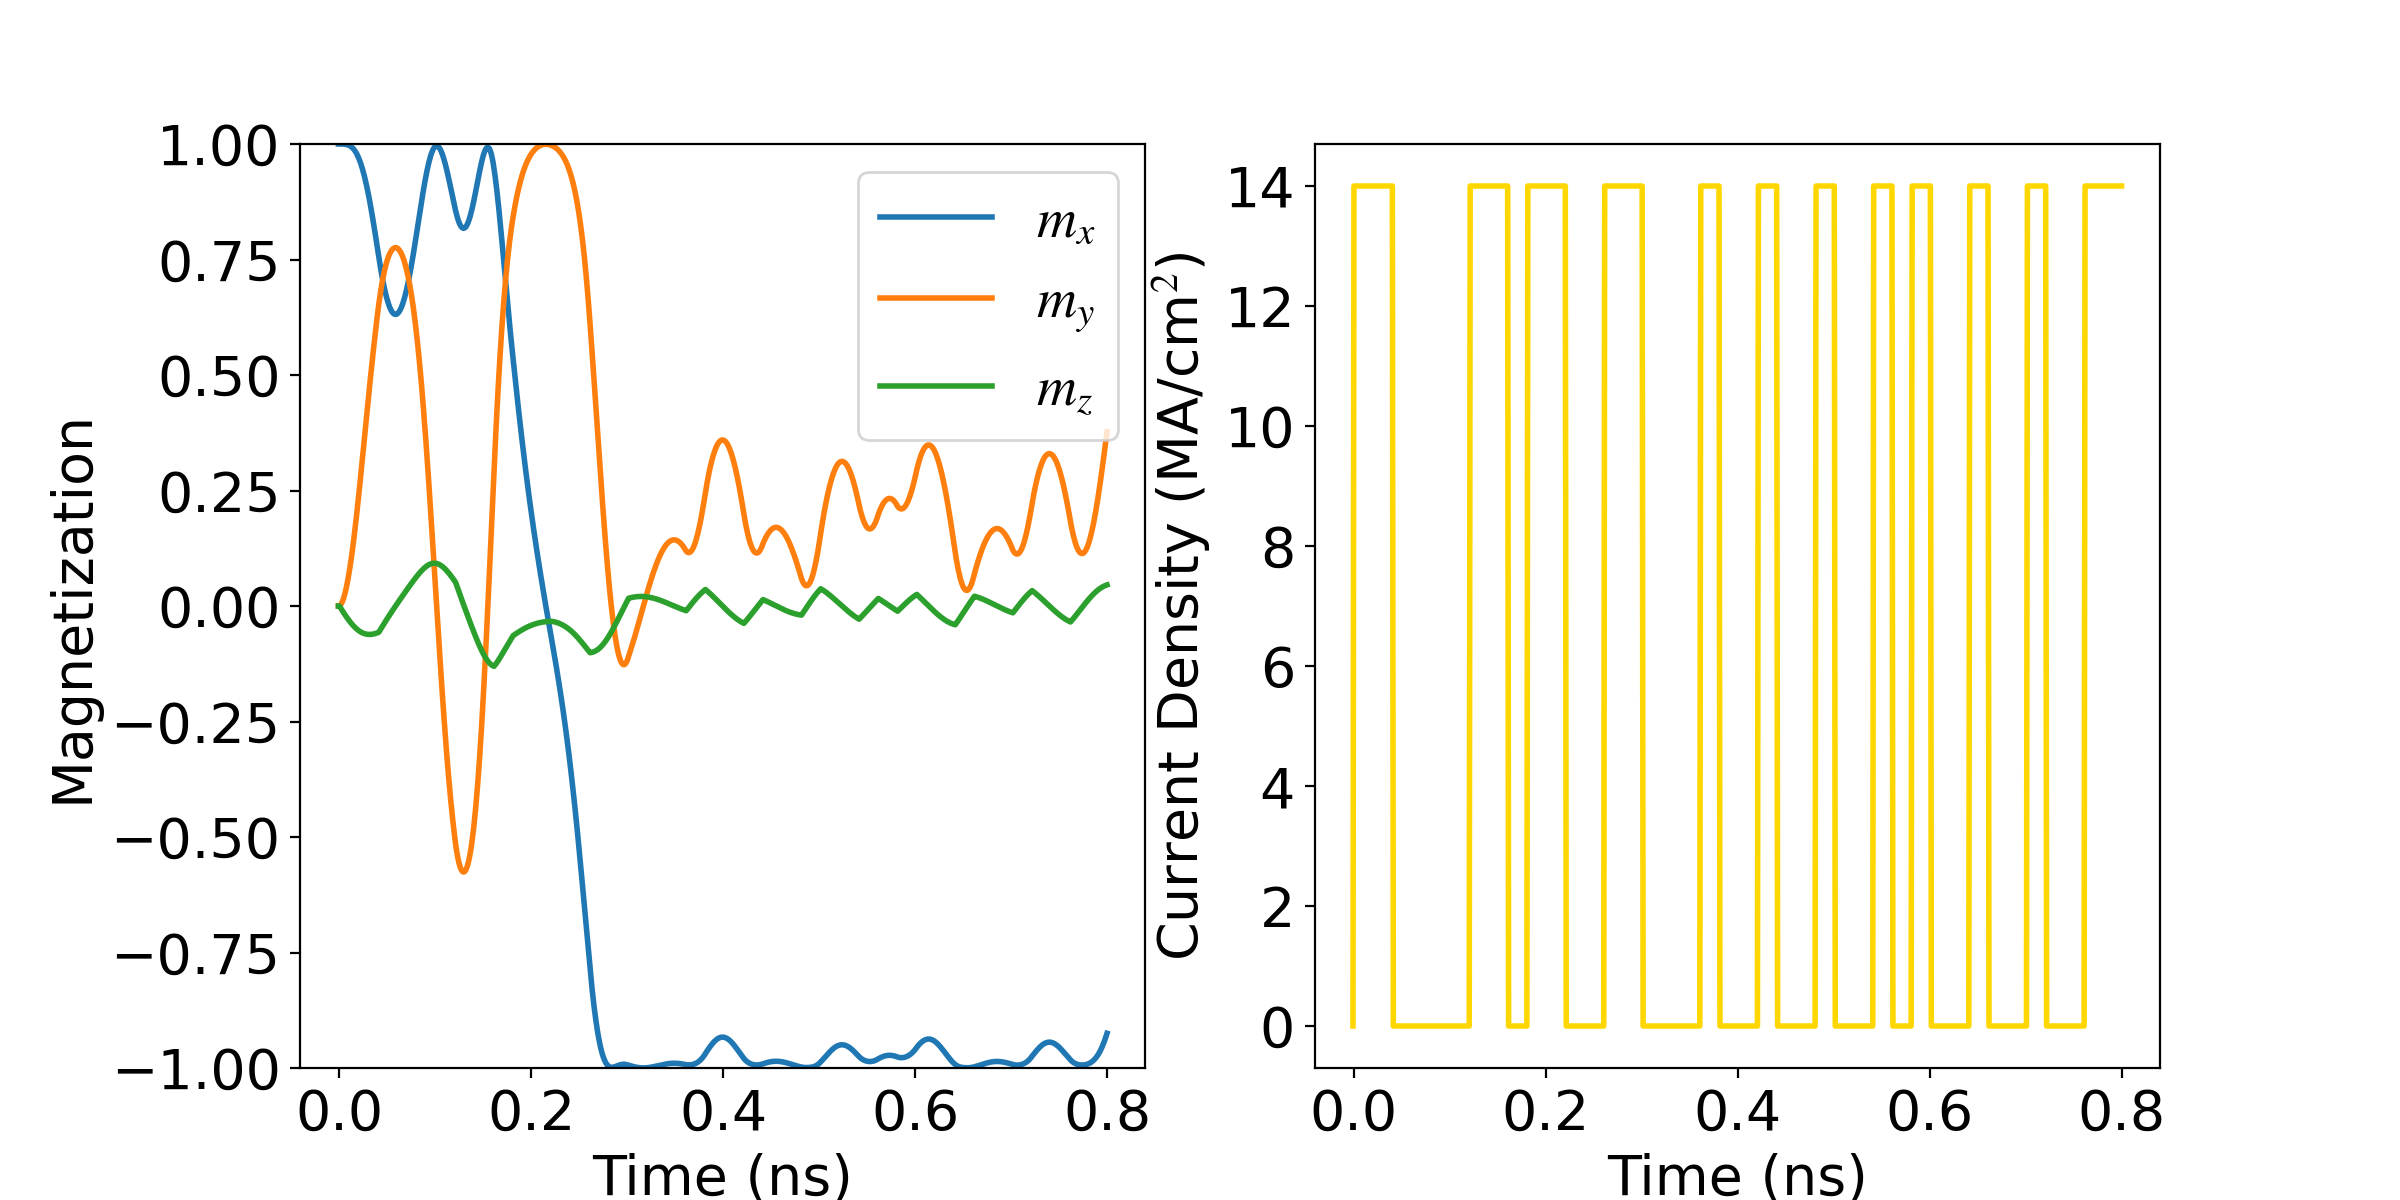 Magnetization
1.00
0.75
0.50
0.25
0.00
−0.25
−0.50
−0.75
−1.00
0.0 0.2 0.4 0.6 0.8
Time (ns)
m_x
m_y
m_z
Current Density (MA/cm²)
14
12
10
8
6
4
2
0
0.0 0.2 0.4 0.6 0.8
Time (ns)